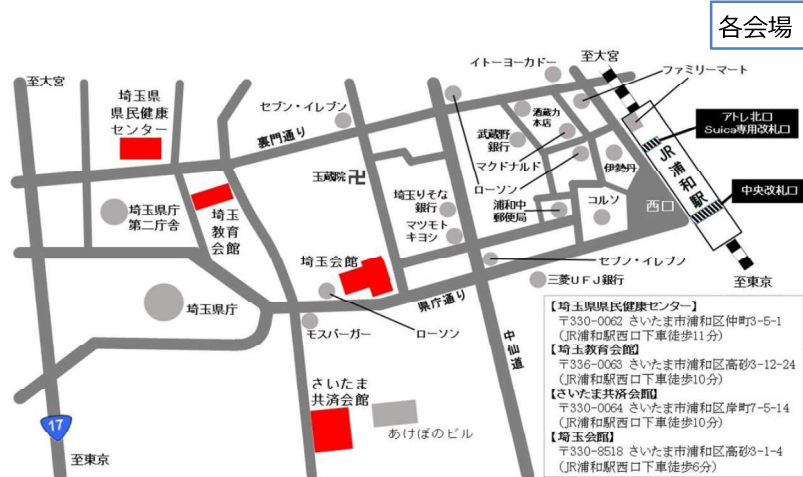 各会場
至大宮
埼玉県
県民健康
センター
セブン・イレブン
イトーヨーカドー
至大宮
ファミリーマート
裏門通り
酒蔵力
本店
武蔵野
銀行
アトレ北口
Suica専用改札口
マクドナルド
伊勢丹
JR浦和駅
玉蔵院
卍
ローソン
中央改札口
埼玉県庁
第二庁舎
埼玉
教育
会館
埼玉りそな
銀行
浦和中
郵便局
コルソ
西口
マツモト
キヨシ
埼玉会館
セブン・イレブン
三菱UFJ銀行
至東京
埼玉県庁
県庁通り
モスバーガー
ローソン
中山道
さいたま
共済会館
あけぼのビル
17
至東京
【埼玉県県民健康センター】
〒330-0062 さいたま市浦和区仲町3-5-1
(JR浦和駅西口下車徒歩11分)
【埼玉教育会館】
〒336-0063 さいたま市浦和区高砂3-12-24
(JR浦和駅西口下車徒歩10分)
【さいたま共済会館】
〒330-0064 さいたま市浦和区岸町7-5-14
(JR浦和駅西口下車徒歩10分)
【埼玉会館】
〒330-8518 さいたま市浦和区高砂3-1-4
(JR浦和駅西口下車徒歩6分)